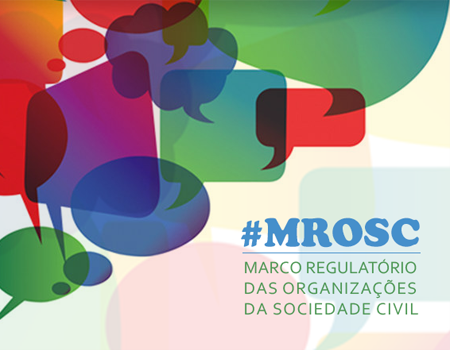 #MROSC
MARCO REGULATÓRIO
DAS ORGANIZAÇÕES
DA SOCIEDADE CIVIL